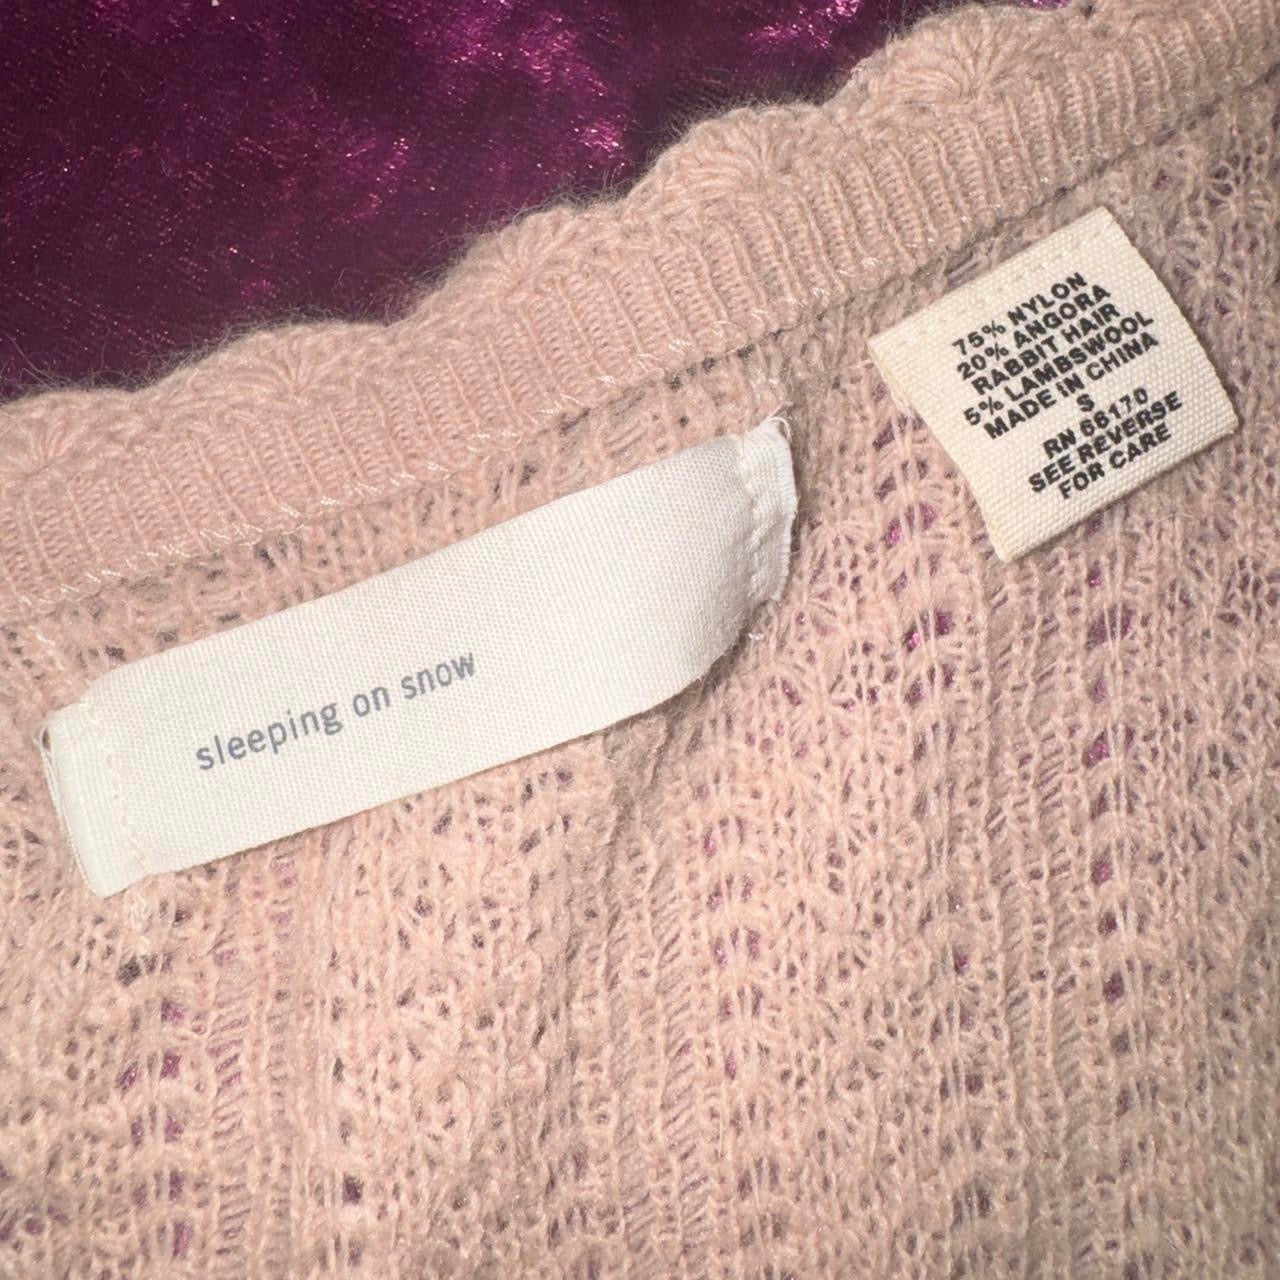 sleeping on snow
75% NYLON
20% ANGORA
RABBIT HAIR
5% LAMBSWOOL
MADE IN CHINA
S
RN 66170
SEE REVERSE
FOR CARE